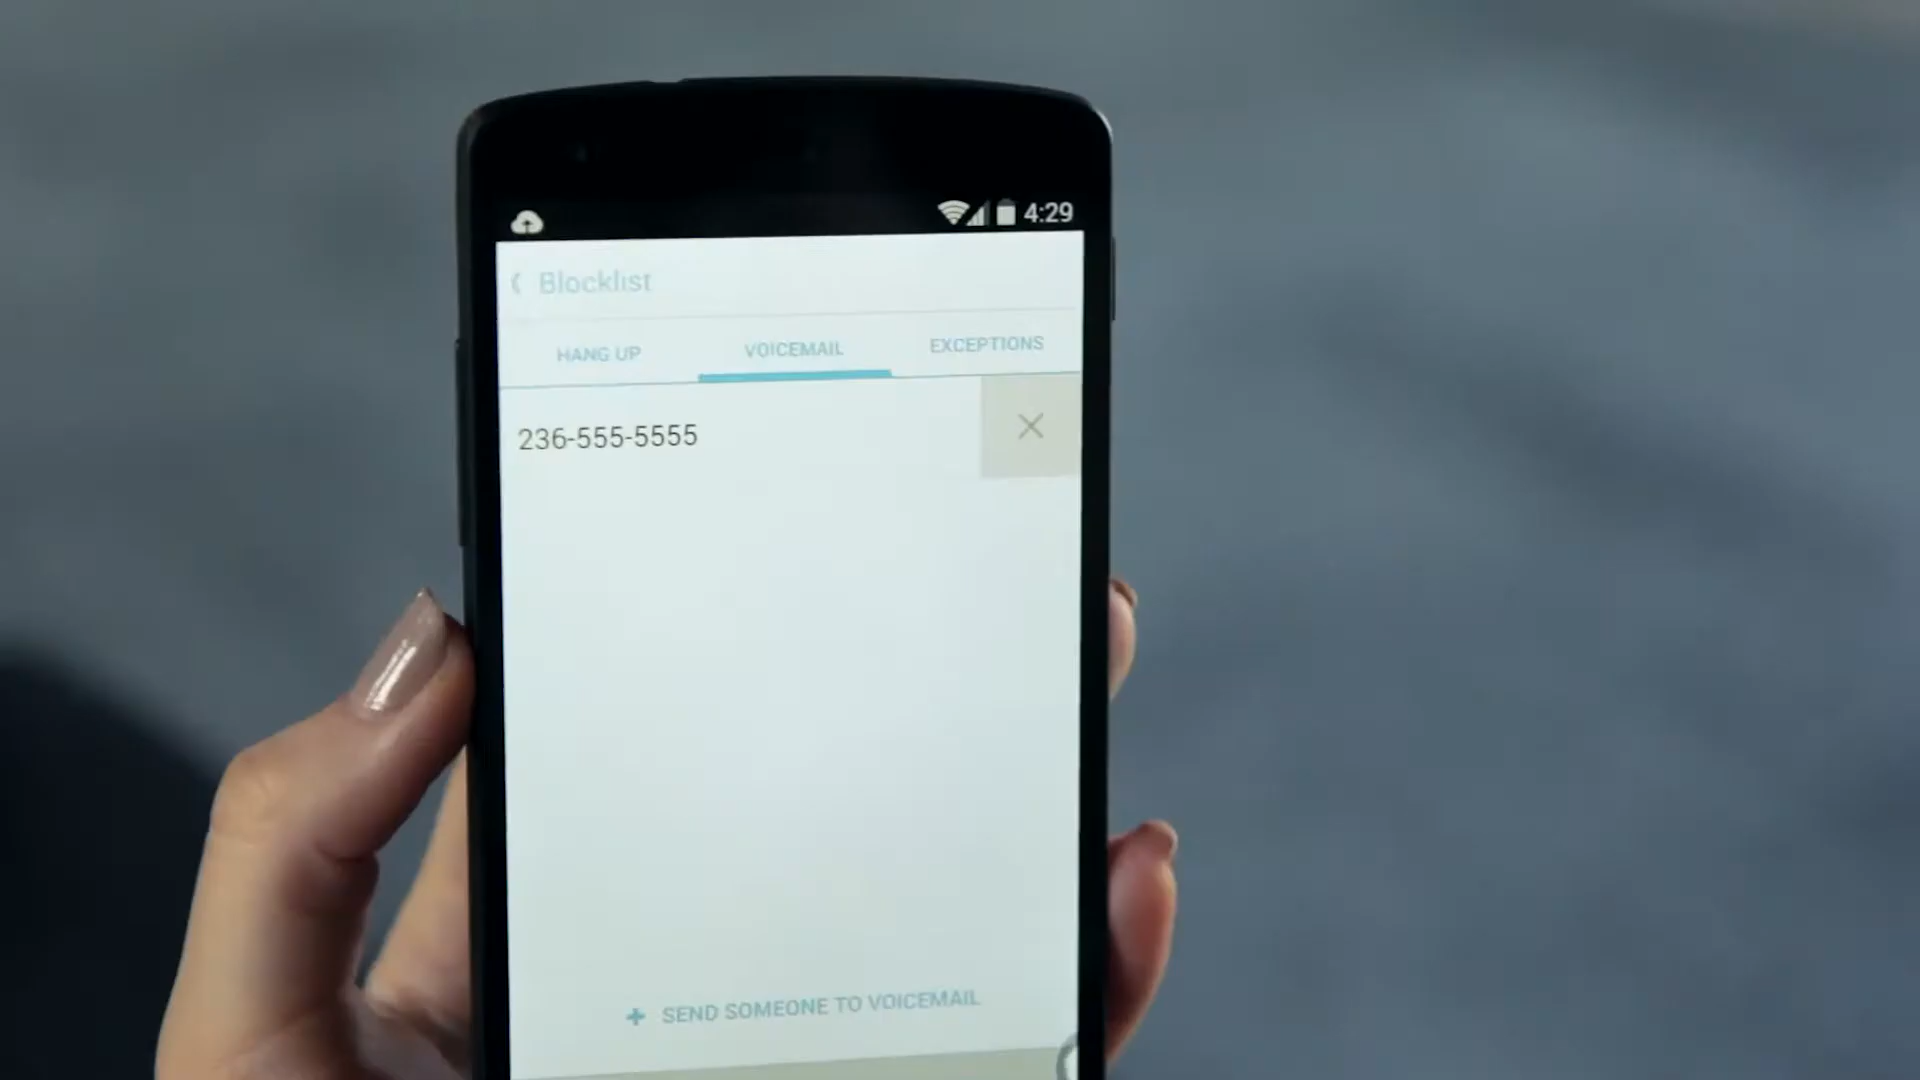 4:29
Blocklist
HANG UP VOICEMAIL EXCEPTIONS
236-555-5555
SEND SOMEONE TO VOICEMAIL